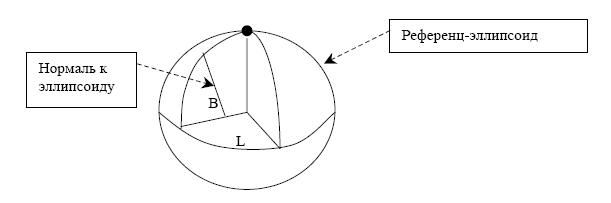 Референц-эллипсоид
Нормаль к
эллипсоиду
B
L